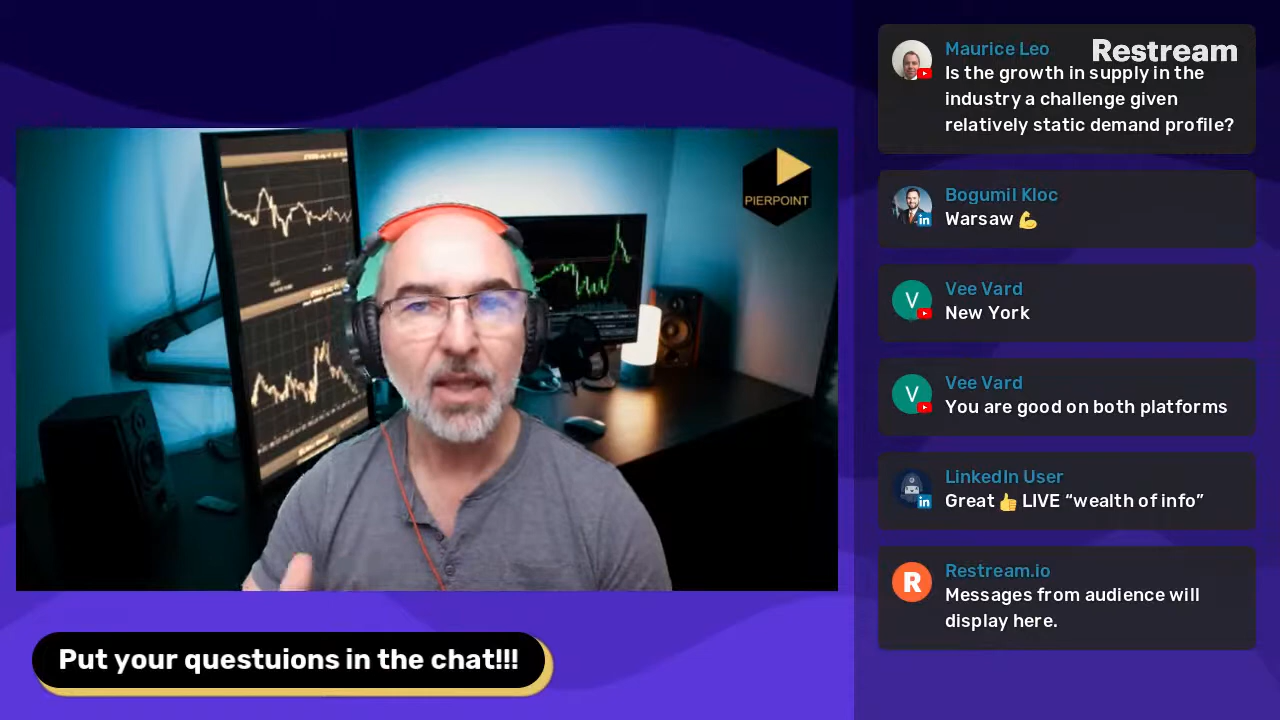 PIERPOINT
Put your questuions in the chat!!!
Restream
Maurice Leo
Is the growth in supply in the
industry a challenge given
relatively static demand profile?
Bogumil Kloc
Warsaw 💪
V
Vee Vard
New York
V
Vee Vard
You are good on both platforms
LinkedIn User
Great👍 LIVE “wealth of info”
R
Restream.io
Messages from audience will
display here.